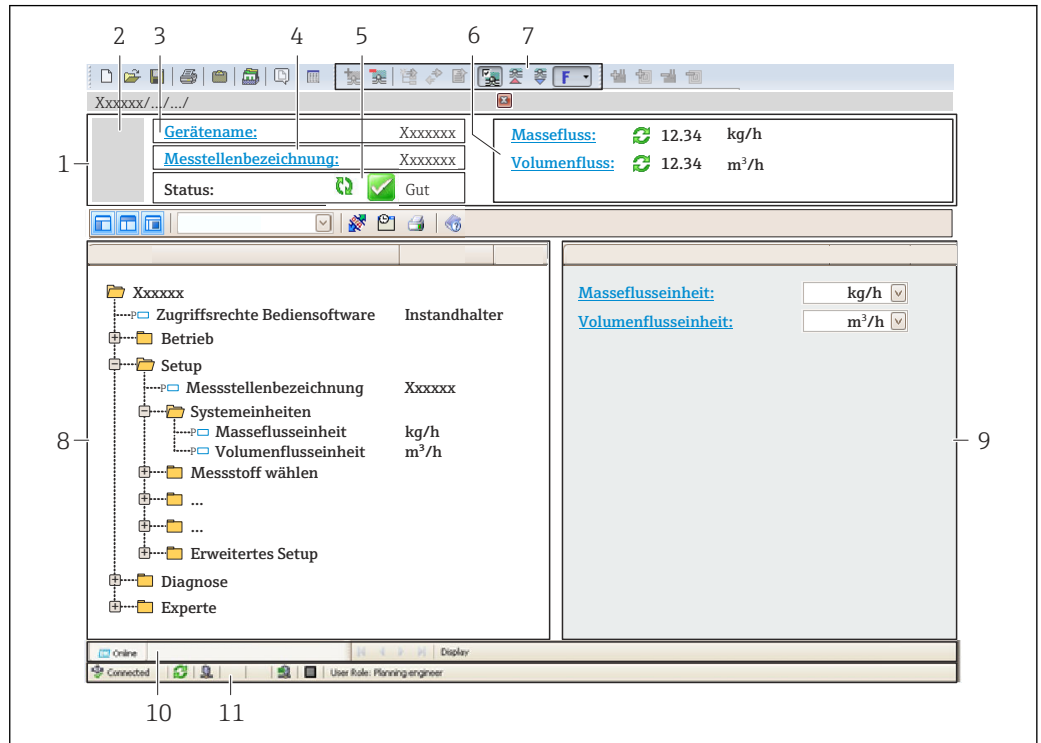 2 3 4 5 6 7
F
Xxxxxx/.../.../
1
Gerätename: Xxxxxxx
Messtellenbezeichnung: Xxxxxxx
Status: Gut
Massefluss: 12.34 kg/h
Volumenfluss: 12.34 m³/h
Xxxxxx
P Zugriffsrechte Bediensoftware Instandhalter
Betrieb
Setup
P Messstellenbezeichnung Xxxxxx
Systemeinheiten
P Masseflusseinheit kg/h
P Volumenflusseinheit m³/h
Messstoff wählen
...
...
Erweitertes Setup
Diagnose
Experte
8
Masseflusseinheit: kg/h
Volumenflusseinheit: m³/h
9
Online Display
Connected User Role: Planning engineer
10 11